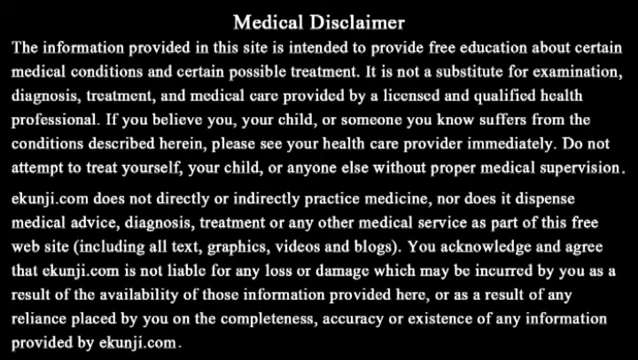 Medical Disclaimer
The information provided in this site is intended to provide free education about certain
medical conditions and certain possible treatment. It is not a substitute for examination,
diagnosis, treatment, and medical care provided by a licensed and qualified health
professional. If you believe you, your child, or someone you know suffers from the
conditions described herein, please see your health care provider immediately. Do not
attempt to treat yourself, your child, or anyone else without proper medical supervision.
ekunji.com does not directly or indirectly practice medicine, nor does it dispense
medical advice, diagnosis, treatment or any other medical service as part of this free
web site (including all text, graphics, videos and blogs). You acknowledge and agree
that ekunji.com is not liable for any loss or damage which may be incurred by you as a
result of the availability of those information provided here, or as a result of any
reliance placed by you on the completeness, accuracy or existence of any information
provided by ekunji.com.